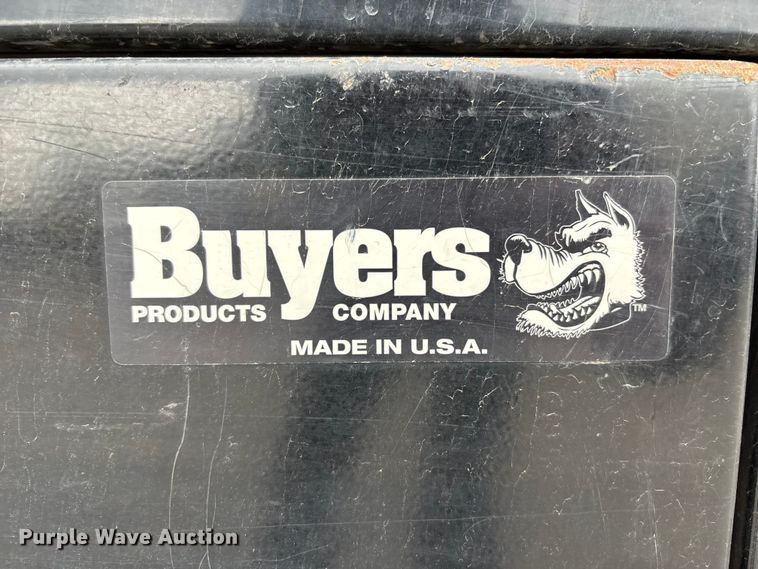 Buyers
PRODUCTS COMPANY
TM
MADE IN U.S.A.
Purple Wave Auction®